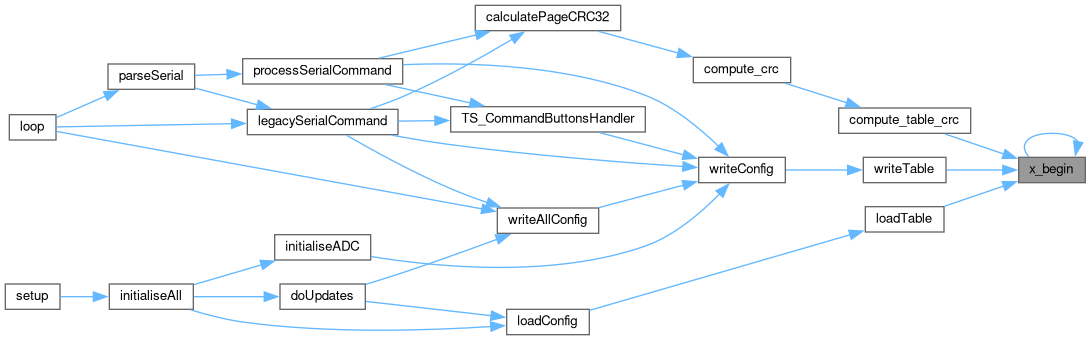 calculatePageCRC32
processSerialCommand
compute_crc
parseSerial
TS_CommandButtonsHandler
compute_table_crc
loop
legacySerialCommand
writeConfig
writeTable
x_begin
writeAllConfig
loadTable
initialiseADC
setup
initialiseAll
doUpdates
loadConfig